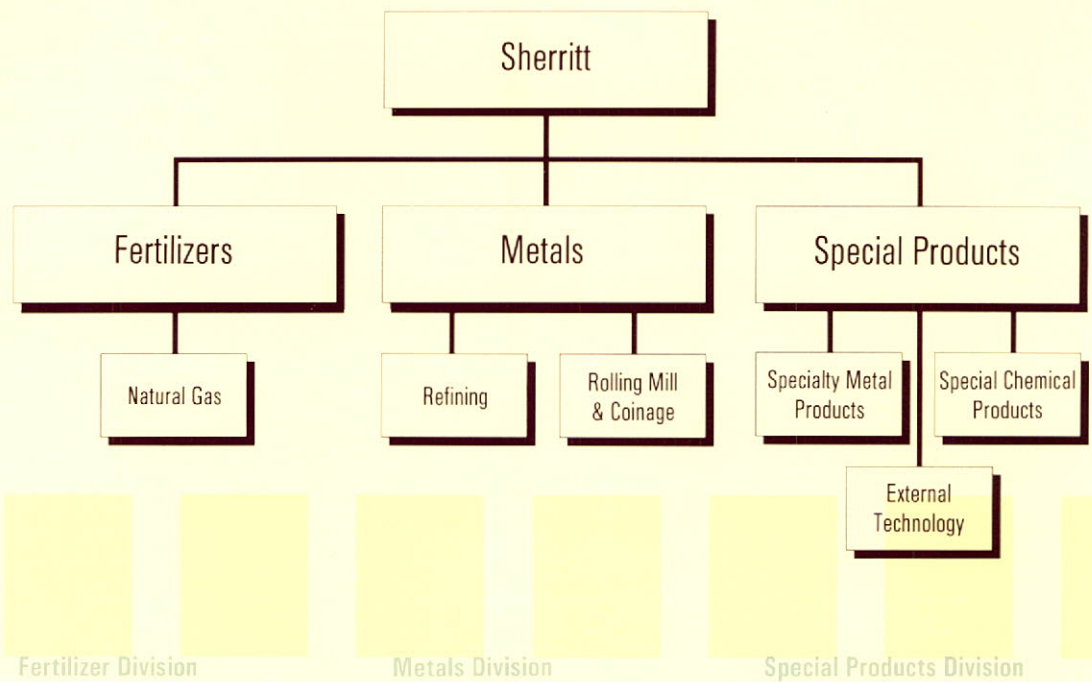 Sherritt
Fertilizers
Metals
Special Products
Natural Gas
Refining
Rolling Mill
& Coinage
Specialty Metal
Products
Special Chemical
Products
External
Technology
Fertilizer Division
Metals Division
Special Products Division